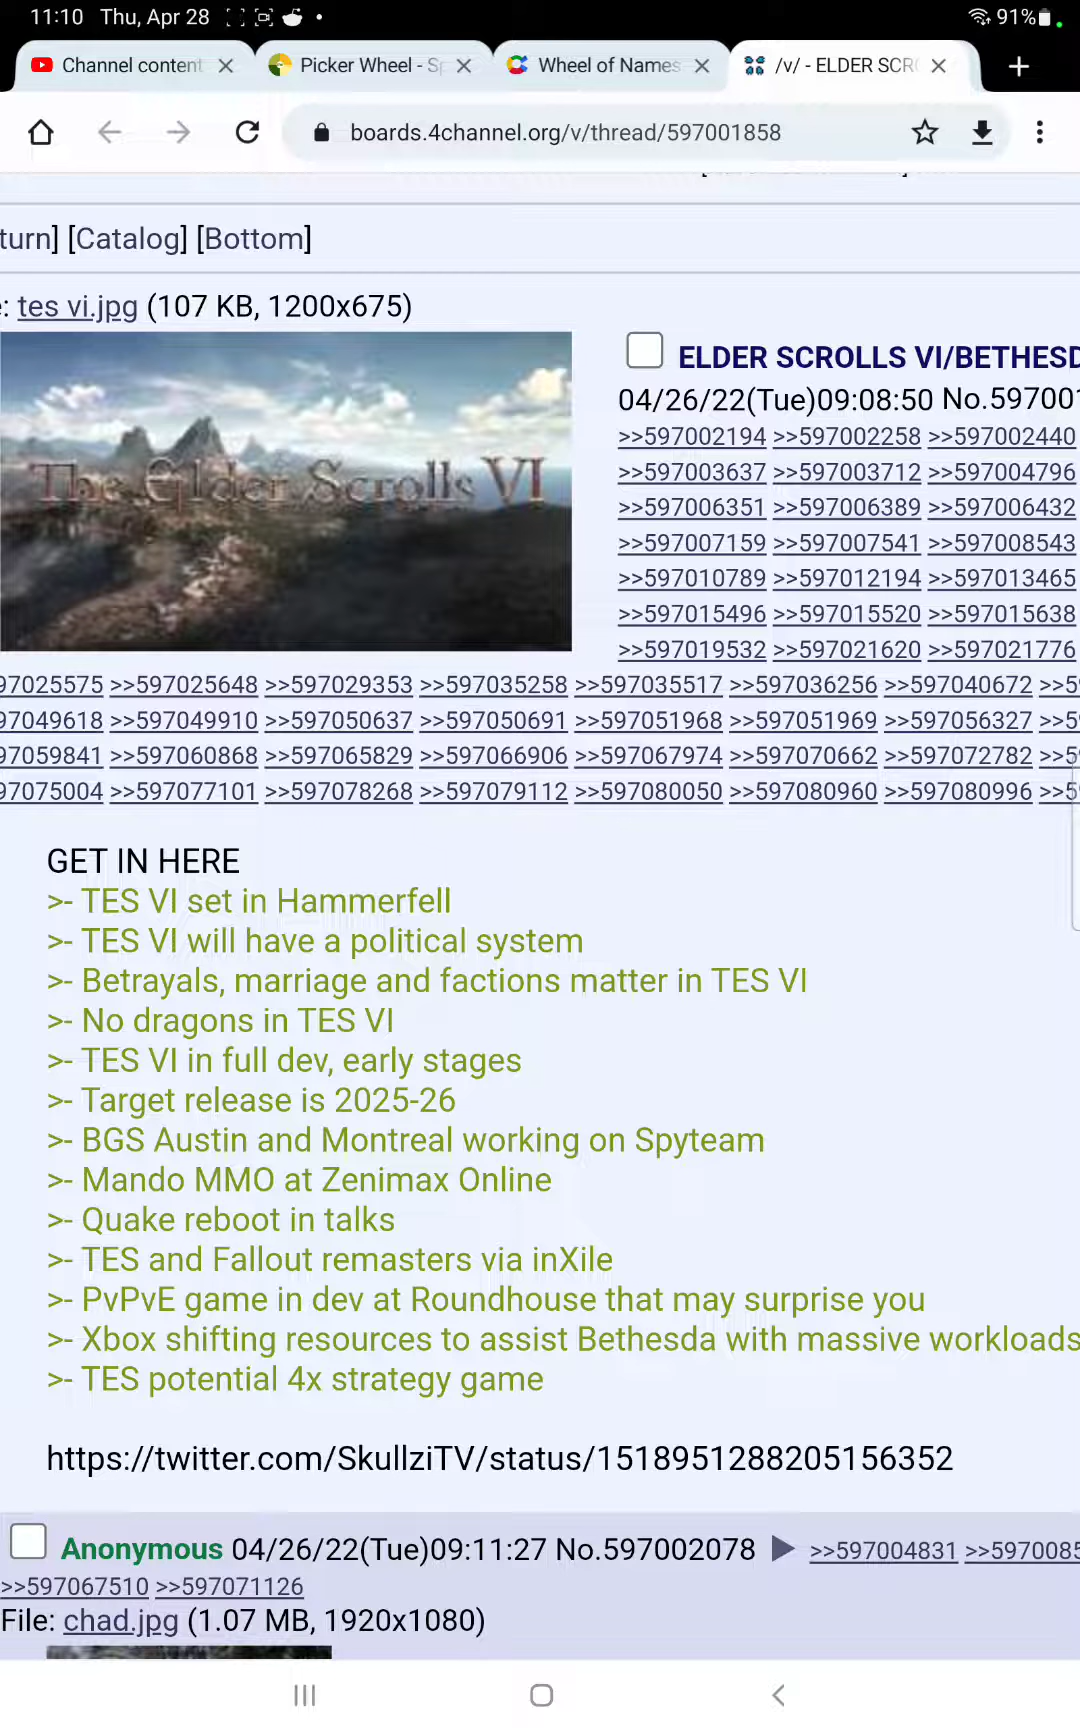 11:10 Thu, Apr 28
91%
Channel content
Picker Wheel - Sp
Wheel of Names
/v/ - ELDER SCR
boards.4channel.org/v/thread/597001858
turn] [Catalog] [Bottom]
: tes vi.jpg (107 KB, 1200x675)
The Elder Scrolls VI
ELDER SCROLLS VI/BETHESD
04/26/22(Tue)09:08:50 No.59700
>>597002194 >>597002258 >>597002440
>>597003637 >>597003712 >>597004796
>>597006351 >>597006389 >>597006432
>>597007159 >>597007541 >>597008543
>>597010789 >>597012194 >>597013465
>>597015496 >>597015520 >>597015638
>>597019532 >>597021620 >>597021776
97025575 >>597025648 >>597029353 >>597035258 >>597035517 >>597036256 >>597040672 >>5
97049618 >>597049910 >>597050637 >>597050691 >>597051968 >>597051969 >>597056327 >>5
97059841 >>597060868 >>597065829 >>597066906 >>597067974 >>597070662 >>597072782 >>5
97075004 >>597077101 >>597078268 >>597079112 >>597080050 >>597080960 >>597080996 >>5
GET IN HERE
>- TES VI set in Hammerfell
>- TES VI will have a political system
>- Betrayals, marriage and factions matter in TES VI
>- No dragons in TES VI
>- TES VI in full dev, early stages
>- Target release is 2025-26
>- BGS Austin and Montreal working on Spyteam
>- Mando MMO at Zenimax Online
>- Quake reboot in talks
>- TES and Fallout remasters via inXile
>- PvPvE game in dev at Roundhouse that may surprise you
>- Xbox shifting resources to assist Bethesda with massive workloads
>- TES potential 4x strategy game
https://twitter.com/SkullziTV/status/1518951288205156352
Anonymous 04/26/22(Tue)09:11:27 No.597002078 ▶ >>597004831 >>5970085
>>597067510 >>597071126
File: chad.jpg (1.07 MB, 1920x1080)